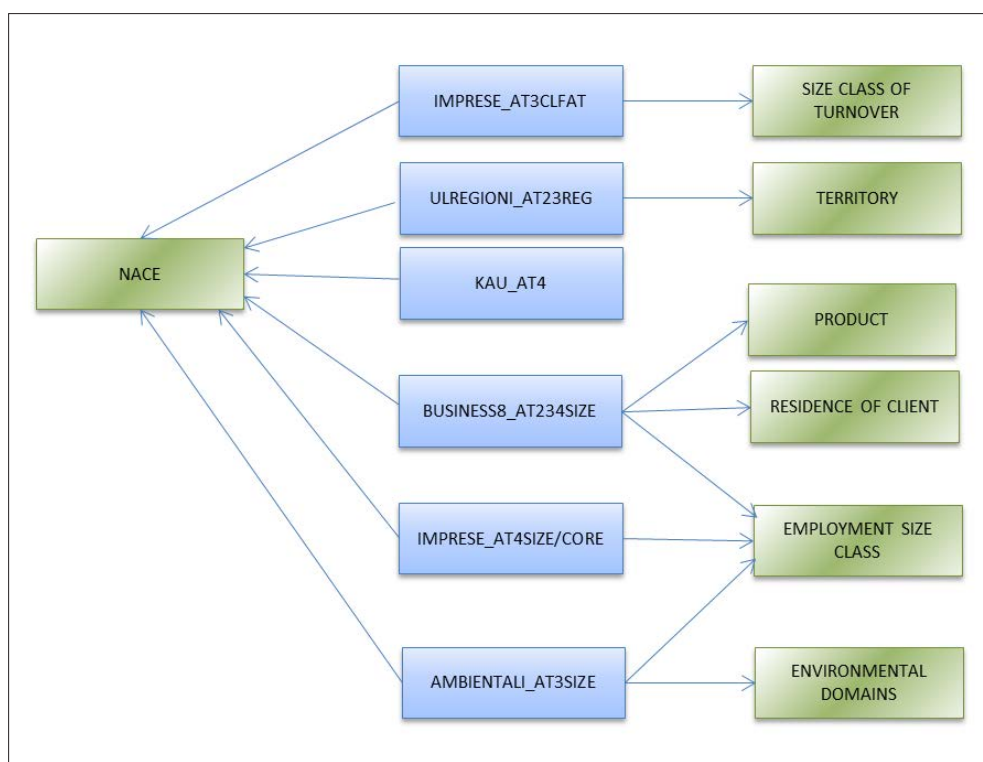 IMPRESE_AT3CLFAT
SIZE CLASS OF
TURNOVER
ULREGIONI_AT23REG
TERRITORY
NACE
KAU_AT4
PRODUCT
BUSINESS8_AT234SIZE
RESIDENCE OF CLIENT
IMPRESE_AT4SIZE/CORE
EMPLOYMENT SIZE
CLASS
AMBIENTALI_AT3SIZE
ENVIRONMENTAL
DOMAINS